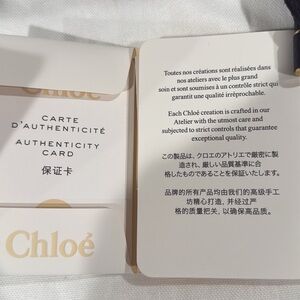 Chloé
CARTE
D'AUTHENTICITÉ
AUTHENTICITY
CARD
保证卡
Chloé
Toutes nos créations sont réalisées dans
nos ateliers avec le plus grand
soin et sont soumises à un contrôle strict qui
garantit une qualité irréprochable.
Each Chloé creation is crafted in our
Atelier with the utmost care and
subjected to strict controls that guarantee
exceptional quality.
この製品は、クロエのアトリエで厳密に製
造され、厳しい品質基準に合
格したものであることを保証いたします。
品牌的所有产品均由我们的高级手工
坊精心打造，并经过严
格的质量把关，以确保高品质。